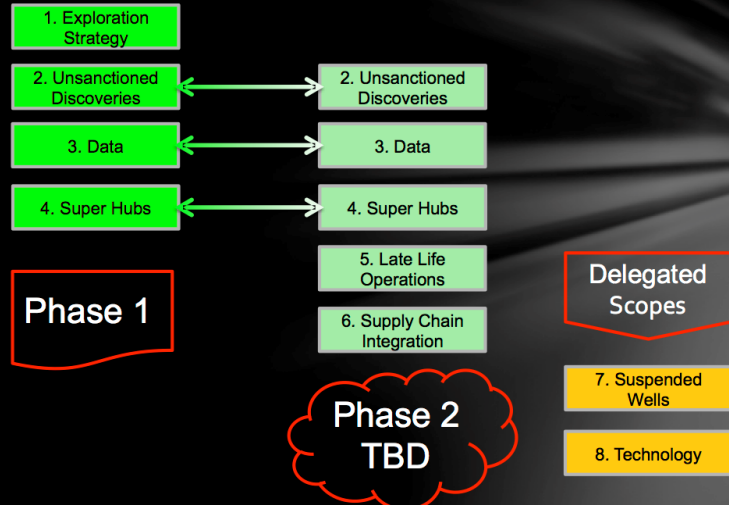 1. Exploration
Strategy
2. Unsanctioned
Discoveries
3. Data
4. Super Hubs
Phase 1
2. Unsanctioned
Discoveries
3. Data
4. Super Hubs
5. Late Life
Operations
6. Supply Chain
Integration
Phase 2
TBD
Delegated
Scopes
7. Suspended
Wells
8. Technology